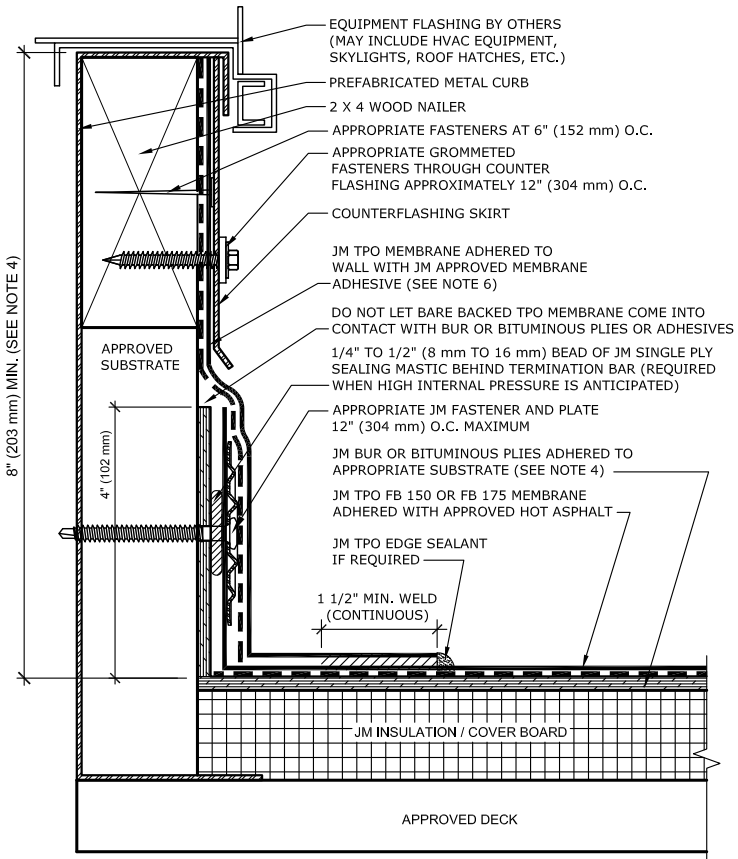 EQUIPMENT FLASHING BY OTHERS
(MAY INCLUDE HVAC EQUIPMENT,
SKYLIGHTS, ROOF HATCHES, ETC.)
PREFABRICATED METAL CURB
2 X 4 WOOD NAILER
APPROPRIATE FASTENERS AT 6" (152 mm) O.C.
APPROPRIATE GROMMETED
FASTENERS THROUGH COUNTER
FLASHING APPROXIMATELY 12" (304 mm) O.C.
COUNTERFLASHING SKIRT
JM TPO MEMBRANE ADHERED TO
WALL WITH JM APPROVED MEMBRANE
ADHESIVE (SEE NOTE 6)
DO NOT LET BARE BACKED TPO MEMBRANE COME INTO
CONTACT WITH BUR OR BITUMINOUS PLIES OR ADHESIVES
1/4" TO 1/2" (8 mm TO 16 mm) BEAD OF JM SINGLE PLY
SEALING MASTIC BEHIND TERMINATION BAR (REQUIRED
WHEN HIGH INTERNAL PRESSURE IS ANTICIPATED)
APPROPRIATE JM FASTENER AND PLATE
12" (304 mm) O.C. MAXIMUM
JM BUR OR BITUMINOUS PLIES ADHERED TO
APPROPRIATE SUBSTRATE (SEE NOTE 4)
JM TPO FB 150 OR FB 175 MEMBRANE
ADHERED WITH APPROVED HOT ASPHALT
JM TPO EDGE SEALANT
IF REQUIRED
1 1/2" MIN. WELD
(CONTINUOUS)
8" (203 mm) MIN. (SEE NOTE 4)
APPROVED
SUBSTRATE
4" (102 mm)
JM INSULATION / COVER BOARD
APPROVED DECK